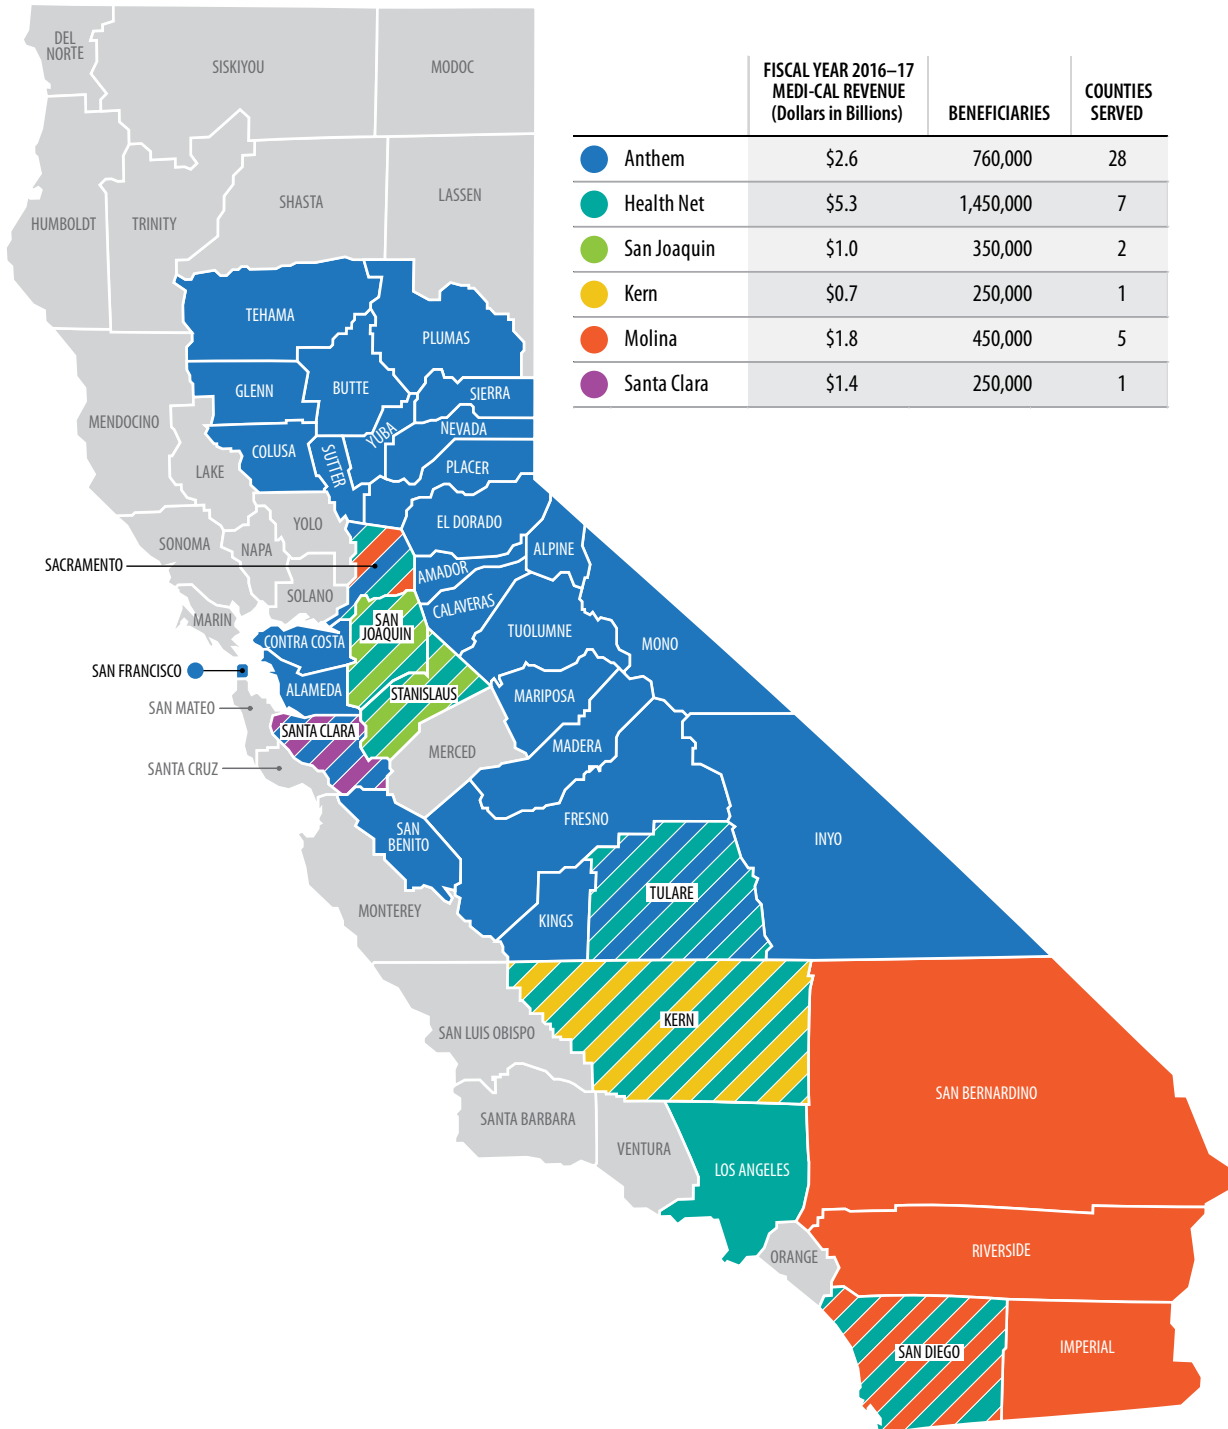 DEL
NORTE
SISKIYOU
MODOC
HUMBOLDT
TRINITY
SHASTA
LASSEN
FISCAL YEAR 2016–17
MEDI-CAL REVENUE
(Dollars in Billions)
BENEFICIARIES
COUNTIES
SERVED
Anthem $2.6 760,000 28
Health Net $5.3 1,450,000 7
San Joaquin $1.0 350,000 2
Kern $0.7 250,000 1
Molina $1.8 450,000 5
Santa Clara $1.4 250,000 1
TEHAMA
PLUMAS
GLENN
BUTTE
SIERRA
MENDOCINO
COLUSA
SUTTER
YUBA
NEVADA
PLACER
LAKE
YOLO
EL DORADO
SONOMA
NAPA
ALPINE
SACRAMENTO
AMADOR
SOLANO
CALAVERAS
MARIN
SAN
JOAQUIN
TUOLUMNE
CONTRA COSTA
MONO
SAN FRANCISCO
ALAMEDA
STANISLAUS
MARIPOSA
SAN MATEO
SANTA CLARA
MERCED
MADERA
SANTA CRUZ
FRESNO
SAN
BENITO
INYO
TULARE
MONTEREY
KINGS
KERN
SAN LUIS OBISPO
SAN BERNARDINO
SANTA BARBARA
VENTURA
LOS ANGELES
ORANGE
RIVERSIDE
SAN DIEGO
IMPERIAL